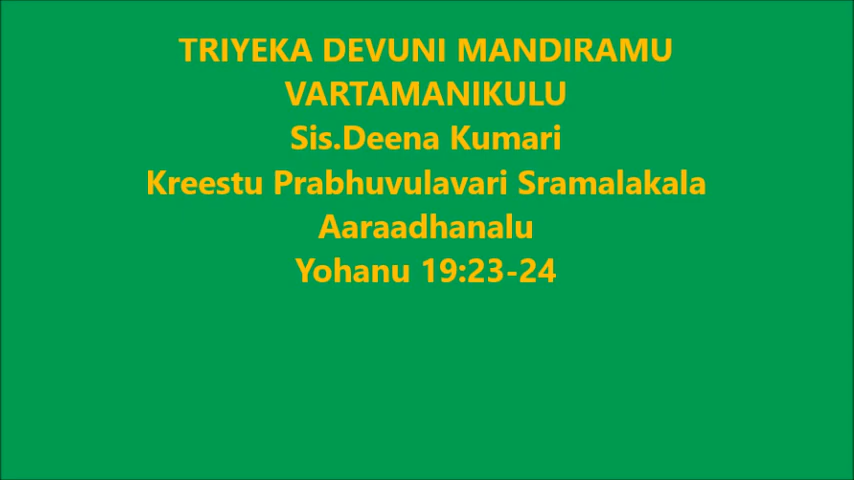 TRIYEKA DEVUNI MANDIRAMU
VARTAMANIKULU
Sis.Deena Kumari
Kreestu Prabhuvulavari Sramalakala
Aaraadhanalu
Yohanu 19:23-24